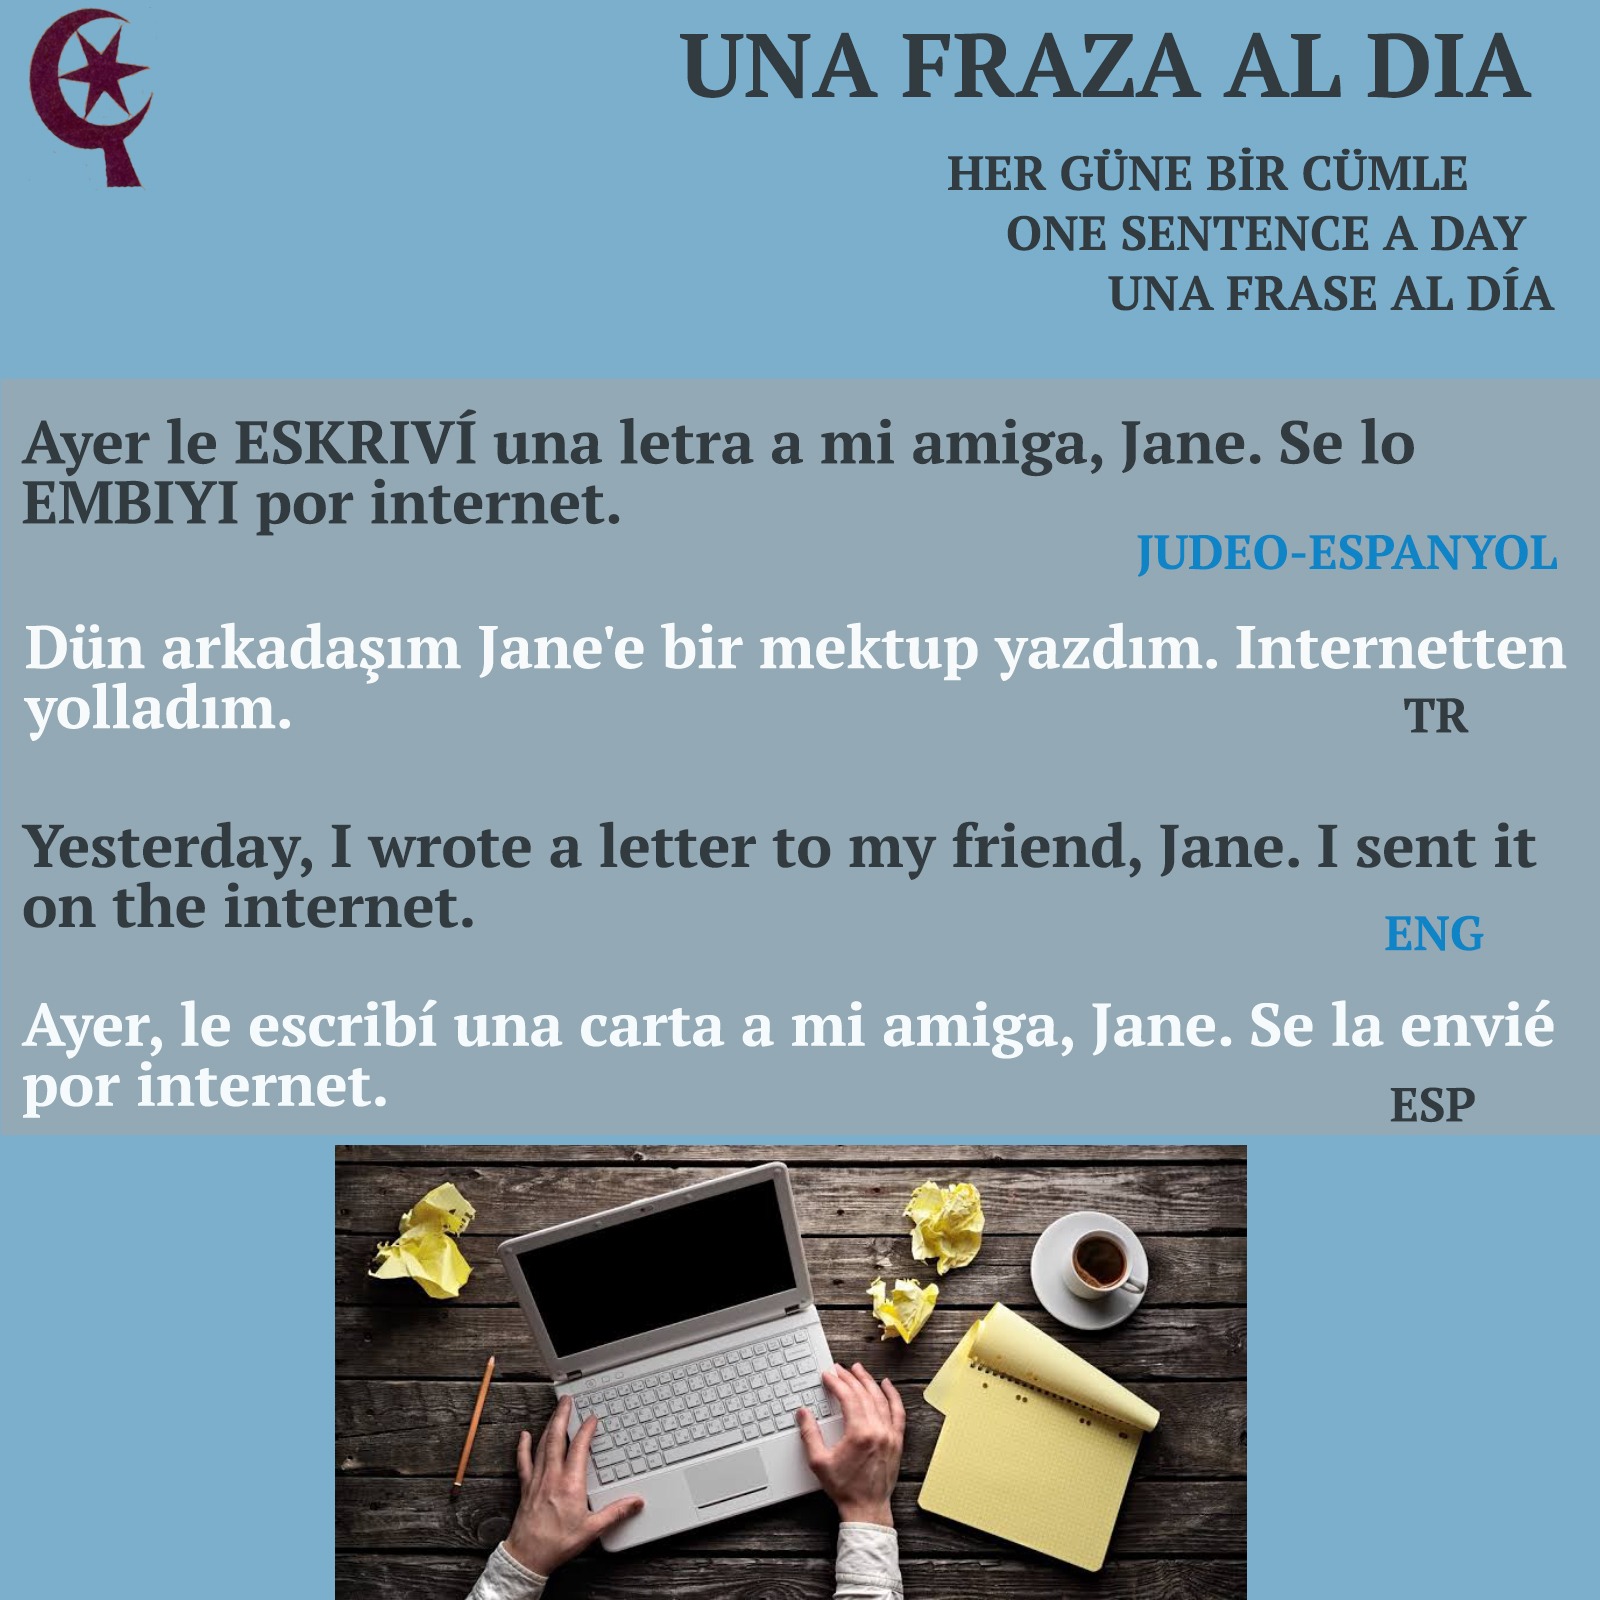 UNA FRAZA AL DIA
HER GÜNE BİR CÜMLE
ONE SENTENCE A DAY
UNA FRASE AL DÍA
Ayer le ESKRIVÍ una letra a mi amiga, Jane. Se lo
EMBIYI por internet.
JUDEO-ESPANYOL
Dün arkadaşım Jane'e bir mektup yazdım. Internetten
yolladım.
TR
Yesterday, I wrote a letter to my friend, Jane. I sent it
on the internet.
ENG
Ayer, le escribí una carta a mi amiga, Jane. Se la envié
por internet.
ESP